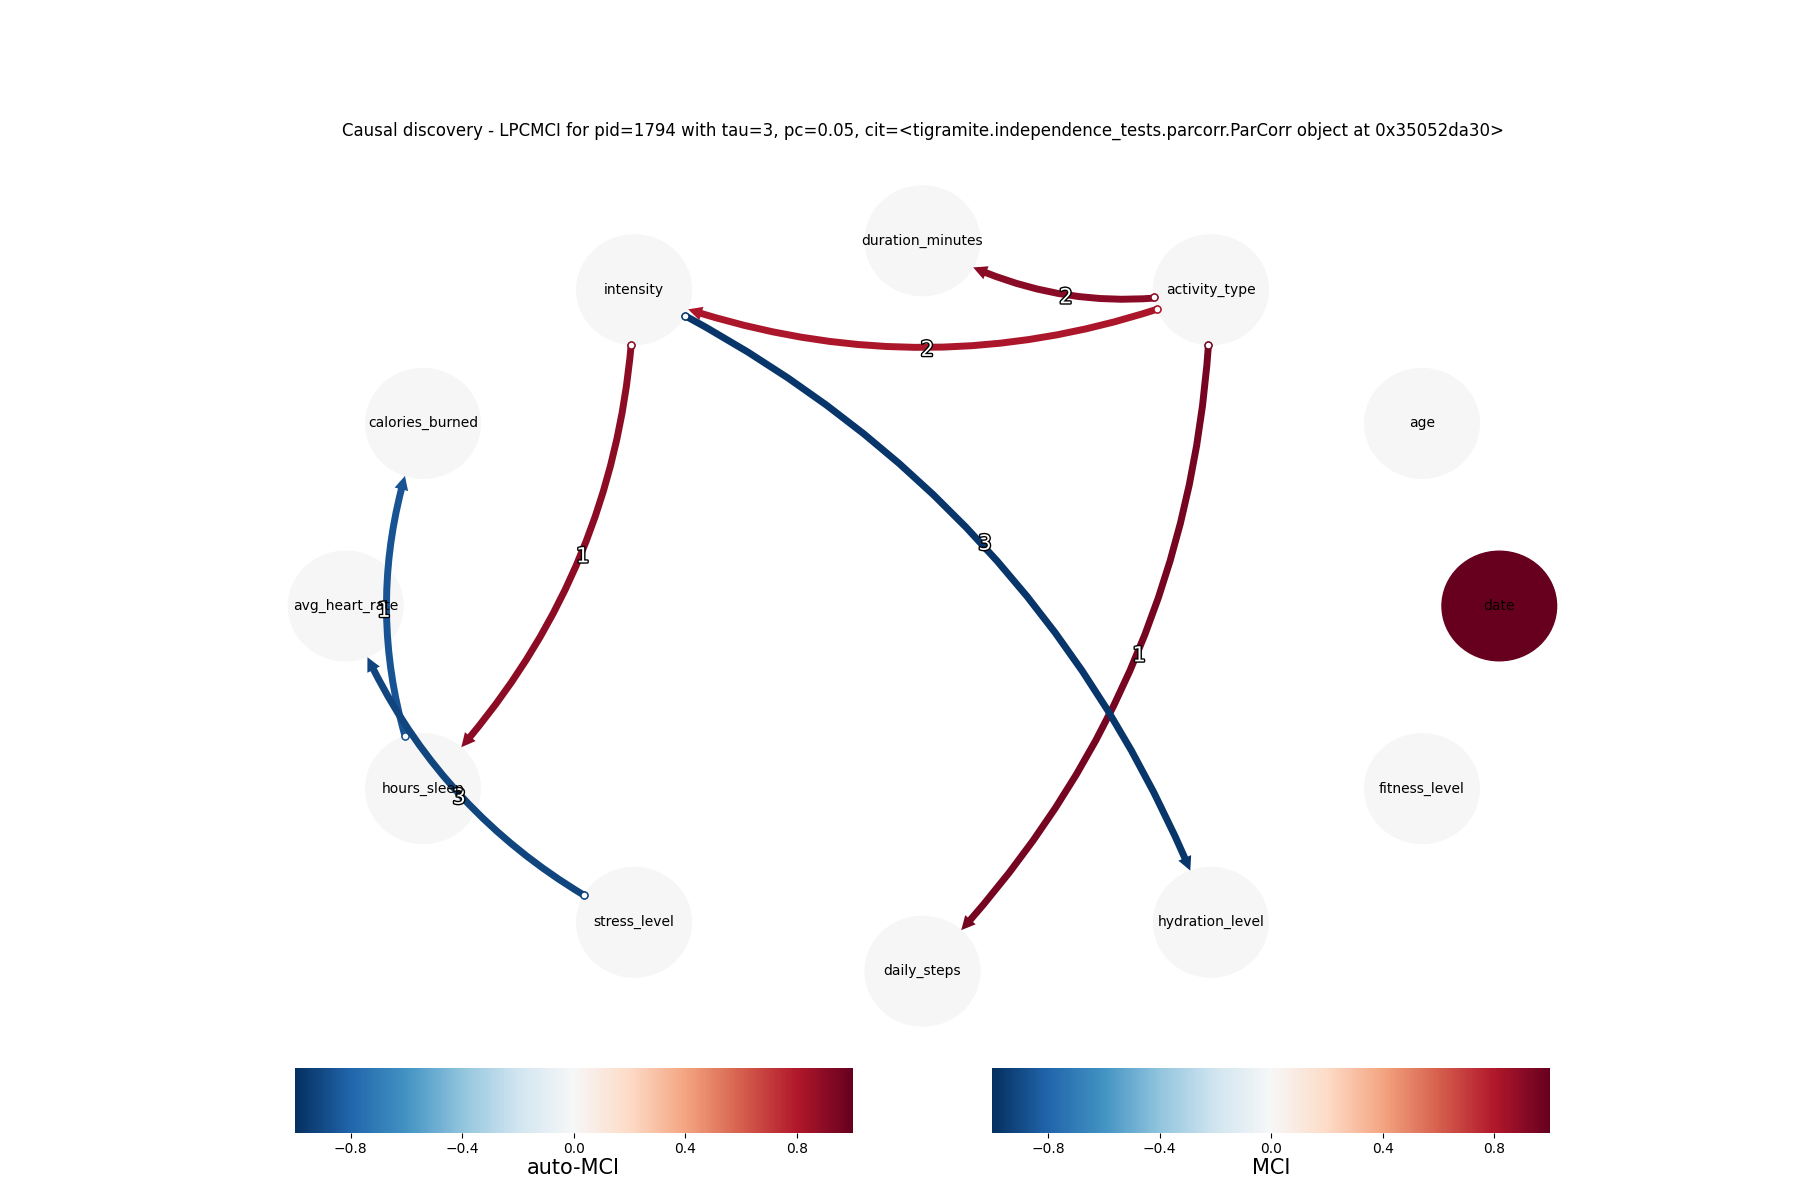 Causal discovery - LPCMCI for pid=1794 with tau=3, pc=0.05, cit=<tigramite.independence_tests.parcorr.ParCorr object at 0x35052da30>
duration_minutes
intensity
activity_type
2
2
calories_burned
age
3
1
avg_heart_rate
1
date
1
hours_sleep
3
fitness_level
stress_level
hydration_level
daily_steps
−0.8 −0.4 0.0 0.4 0.8
auto-MCI
−0.8 −0.4 0.0 0.4 0.8
MCI